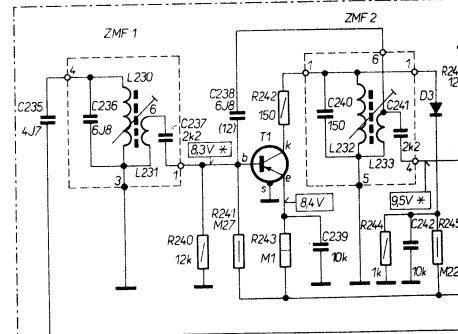 ZMF 1
ZMF 2
4
L230
6
C235
4J7
C236
6J8
C237
2k2
L231
3
1
C238
6J8
(12)
R242
150
8,3V *
T1
b
k
s
e
8,4V
R240
12k
R241
M27
R243
M1
C239
10k
1
6
1
C240
150
C241
L232
L233
2k2
4
5
D3
9,5V *
R244
1k
C242
10k
R245
M22